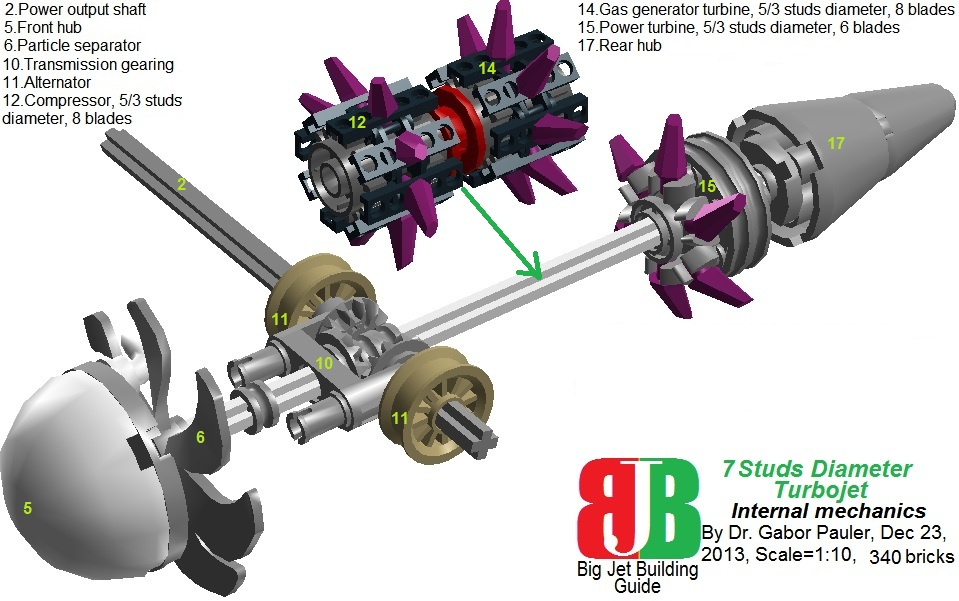 2.Power output shaft
5.Front hub
6.Particle separator
10.Transmission gearing
11.Alternator
12.Compressor, 5/3 studs
diameter, 8 blades
14.Gas generator turbine, 5/3 studs diameter, 8 blades
15.Power turbine, 5/3 studs diameter, 6 blades
17.Rear hub
14
12
17
2
15
11
10
11
6
5
BJB
Big Jet Building
Guide
7 Studs Diameter
Turbojet
Internal mechanics
By Dr. Gabor Pauler, Dec 23,
2013, Scale=1:10, 340 bricks